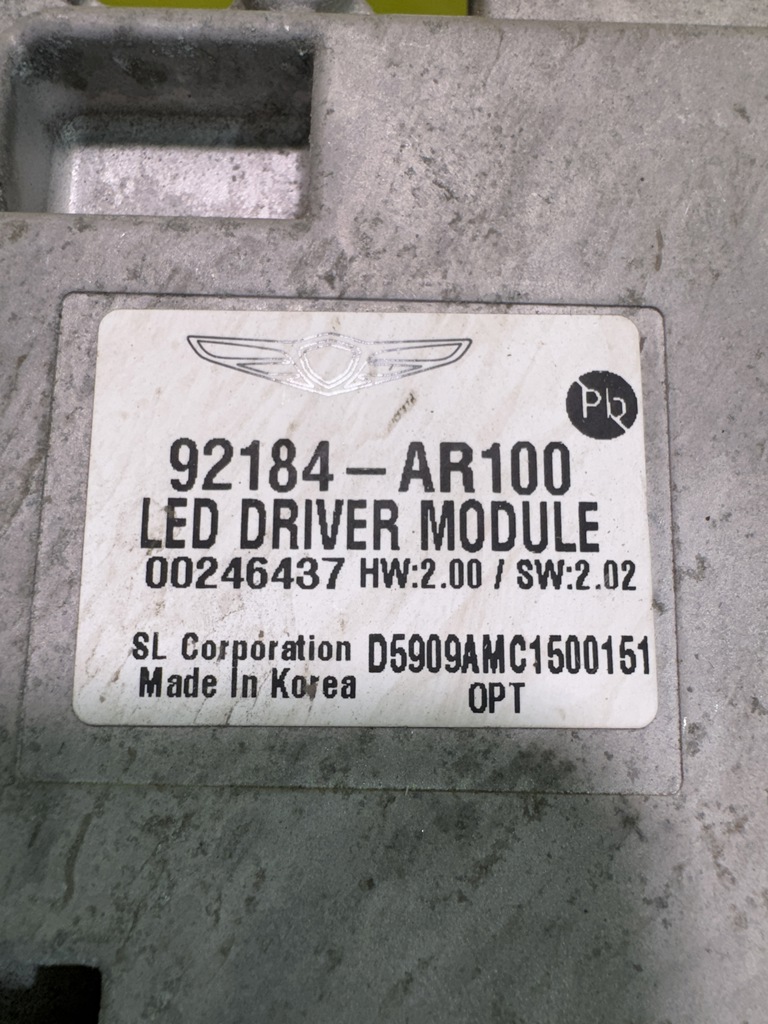 Pb
92184-AR100
LED DRIVER MODULE
00246437 HW:2.00 / SW:2.02
SL Corporation D5909AMC1500151
Made In Korea OPT